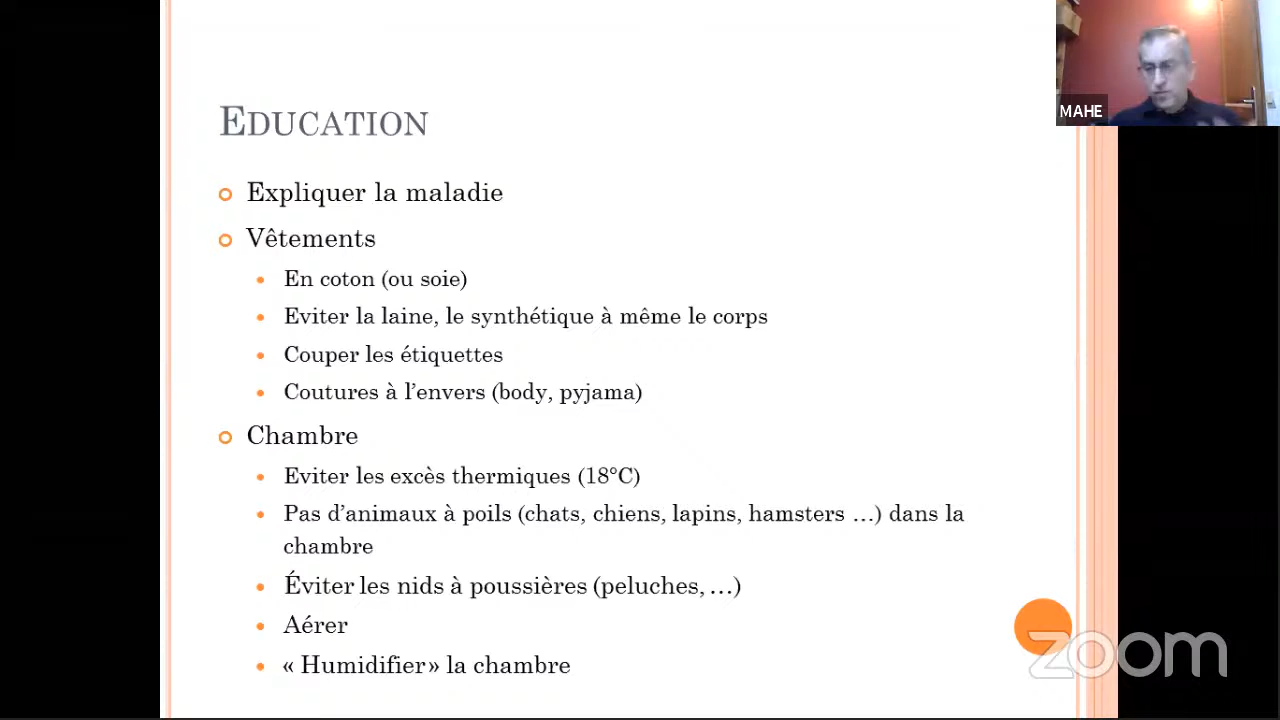 EDUCATION
Expliquer la maladie
Vêtements
En coton (ou soie)
Eviter la laine, le synthétique à même le corps
Couper les étiquettes
Coutures à l’envers (body, pyjama)
Chambre
Eviter les excès thermiques (18°C)
Pas d’animaux à poils (chats, chiens, lapins, hamsters …) dans la
chambre
Éviter les nids à poussières (peluches, …)
Aérer
« Humidifier» la chambre
MAHE
zoom